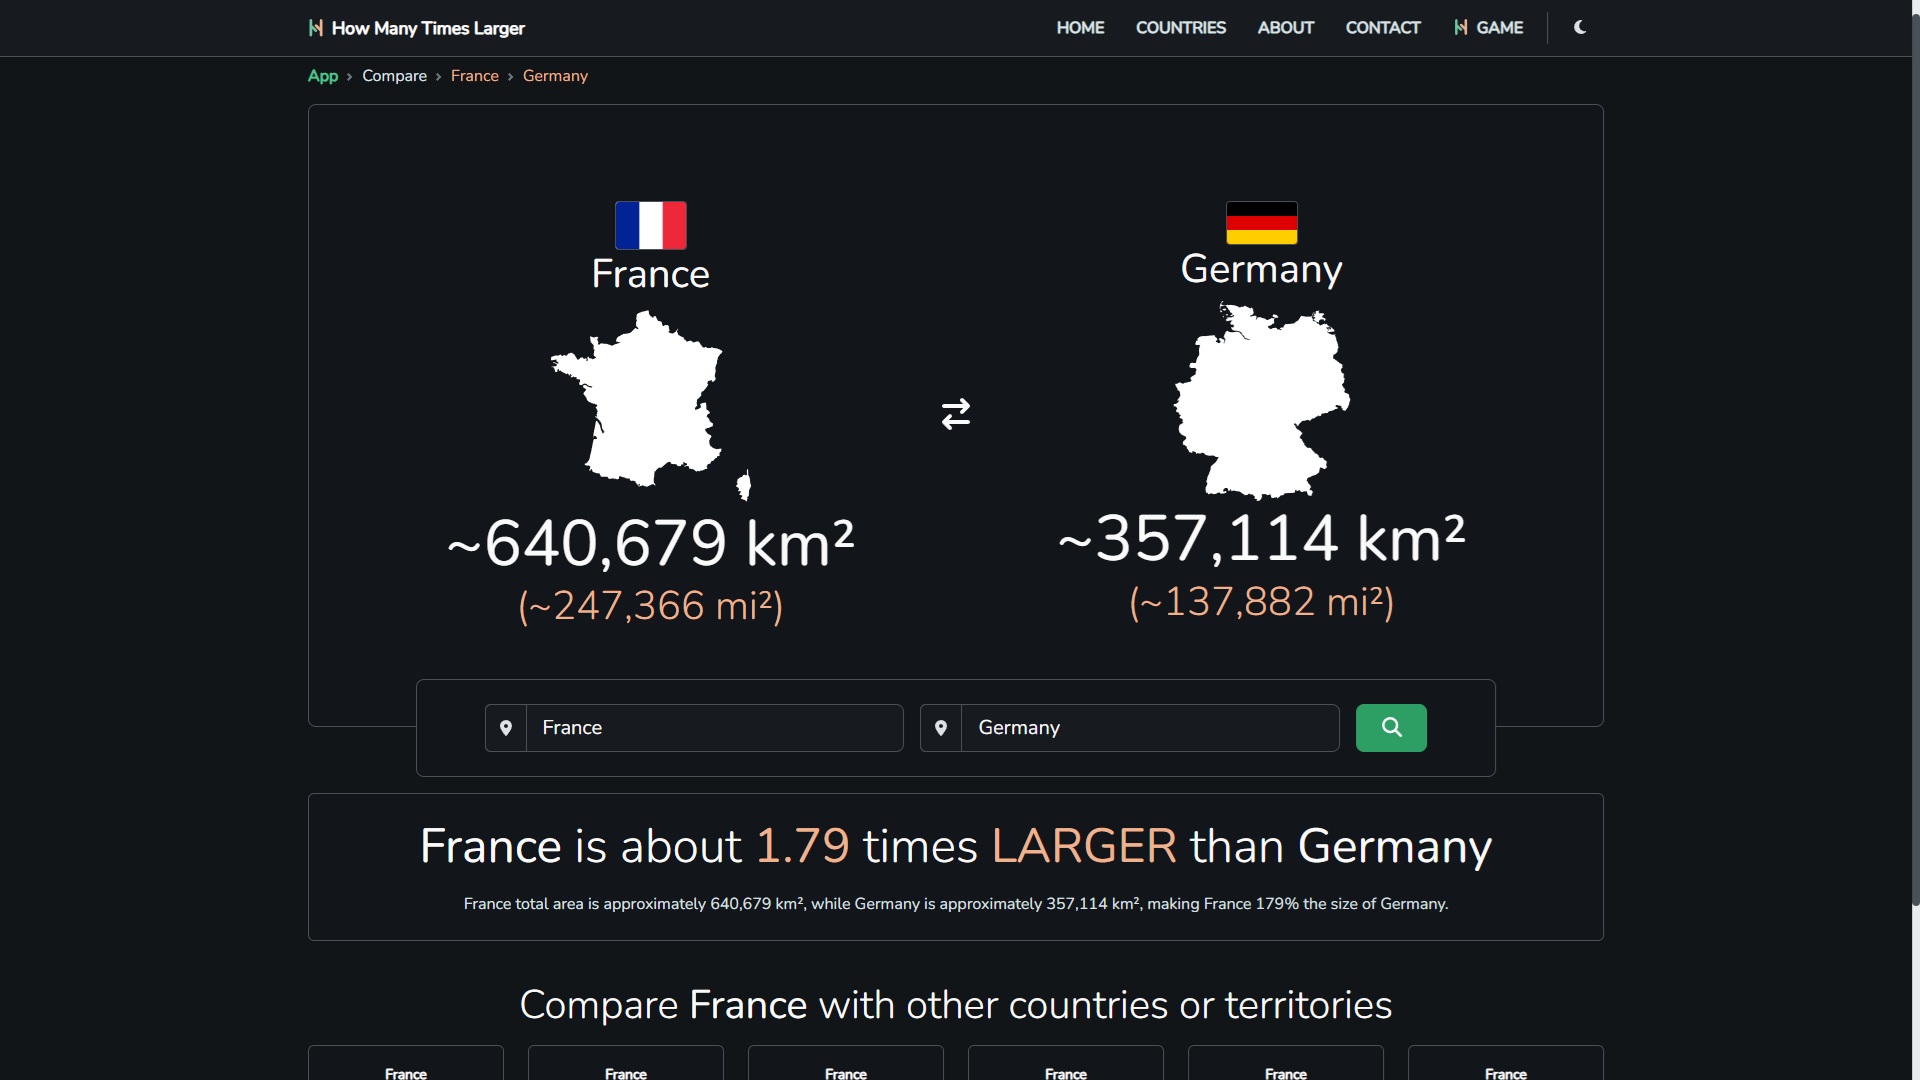 How Many Times Larger
HOME COUNTRIES ABOUT CONTACT GAME
App › Compare › France › Germany
France
~640,679 km²
(~247,366 mi²)
Germany
~357,114 km²
(~137,882 mi²)
France
Germany
France is about 1.79 times LARGER than Germany
France total area is approximately 640,679 km², while Germany is approximately 357,114 km², making France 179% the size of Germany.
Compare France with other countries or territories
France France France France France France